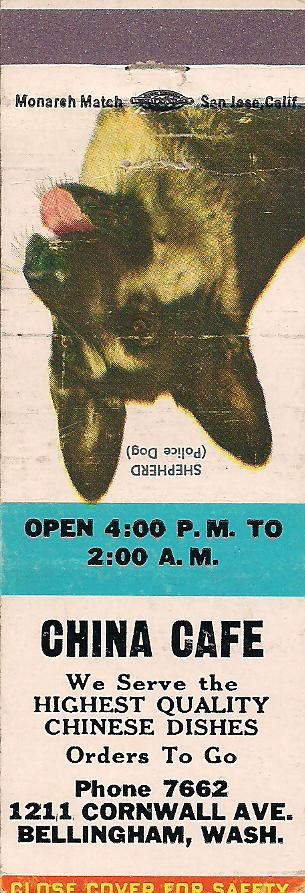 Monarch Match San Jose, Calif.
SHEPHERD
(Police Dog)
OPEN 4:00 P.M. TO
2:00 A.M.
CHINA CAFE
We Serve the
HIGHEST QUALITY
CHINESE DISHES
Orders To Go
Phone 7662
1211 CORNWALL AVE.
BELLINGHAM, WASH.
CLOSE COVER FOR SAFETY